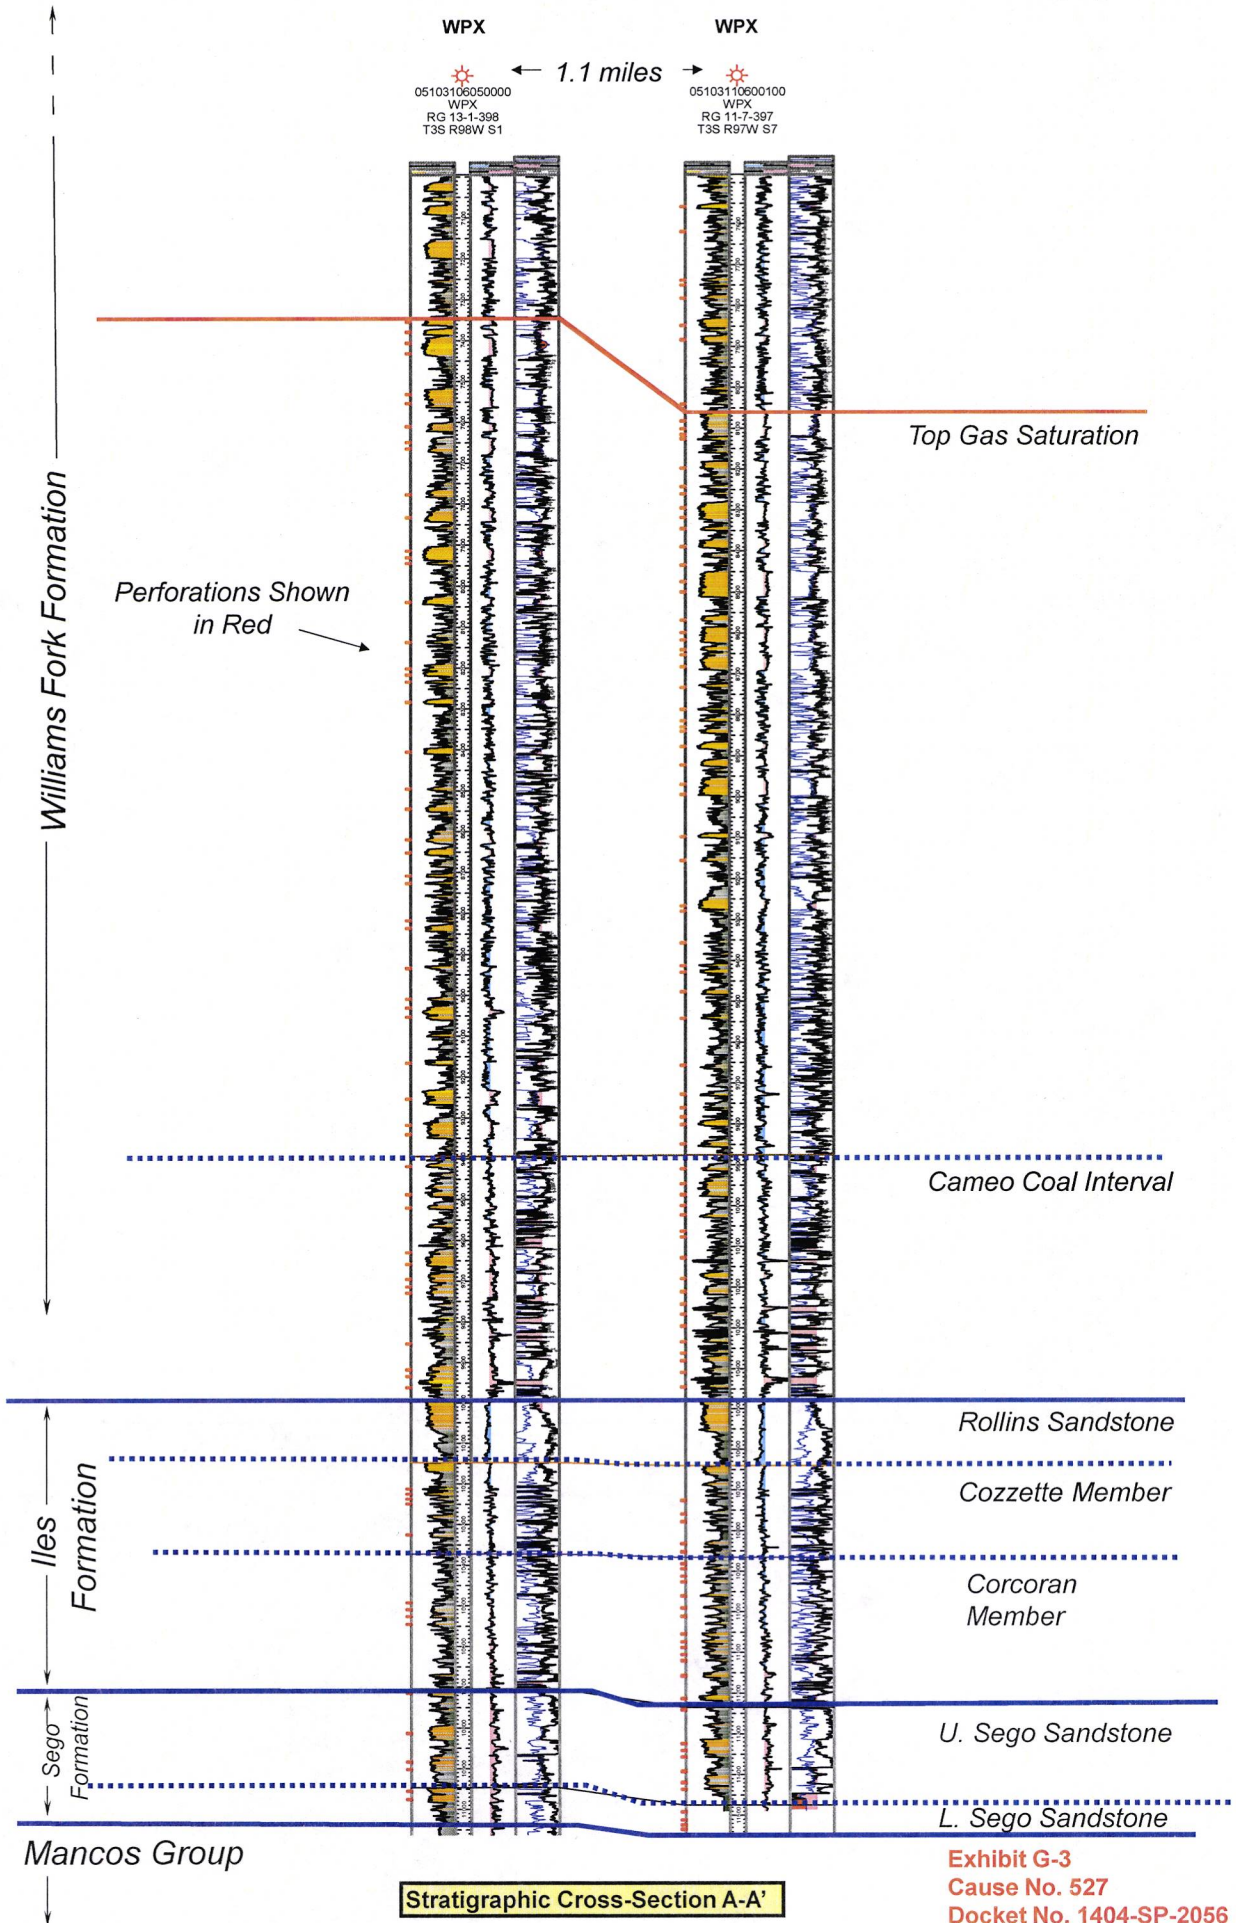 WPX
WPX
1.1 miles
05103106050000
WPX
RG 13-1-398
T3S R98W S1
05103110600100
WPX
RG 11-7-397
T3S R97W S7
Williams Fork Formation
Top Gas Saturation
Perforations Shown
in Red
Cameo Coal Interval
Rollins Sandstone
Cozzette Member
Iles
Formation
Corcoran
Member
Sego
Formation
U. Sego Sandstone
L. Sego Sandstone
Mancos Group
Stratigraphic Cross-Section A-A'
Exhibit G-3
Cause No. 527
Docket No. 1404-SP-2056